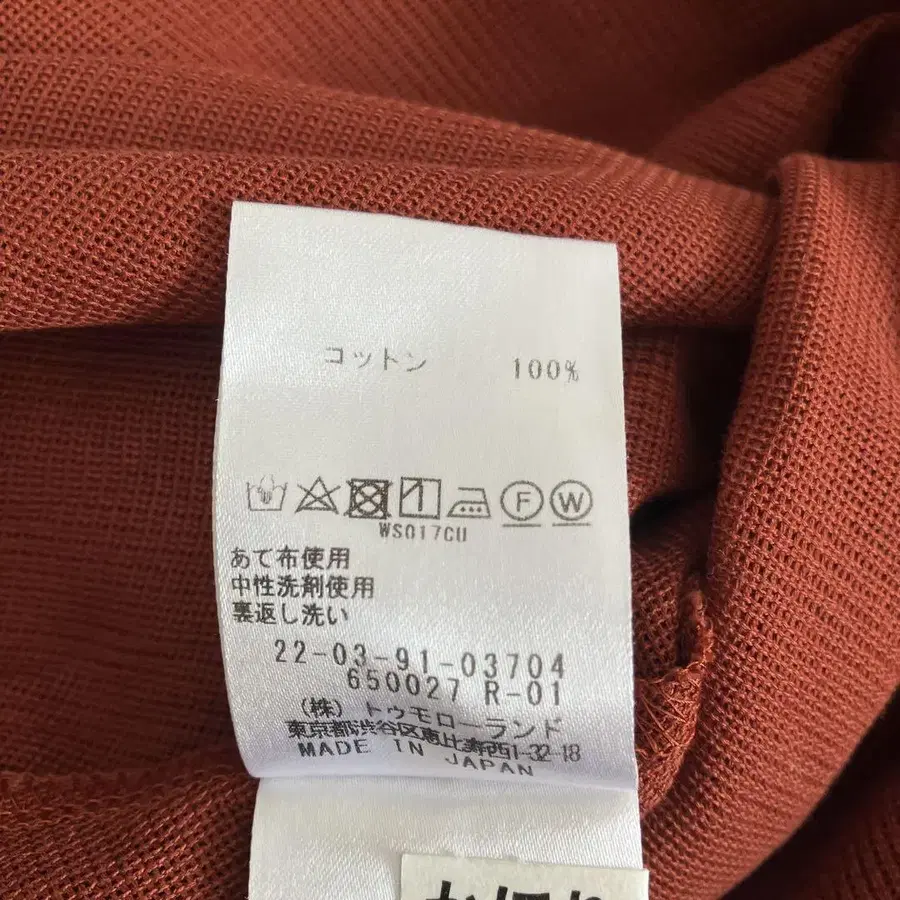 コットン 100%
F W
WS017CU
あて布使用
中性洗剤使用
裏返し洗い
22-03-91-03704
650027 R-01
(株) トゥモローランド
東京都渋谷区恵比寿西1-32-18
MADE IN JAPAN